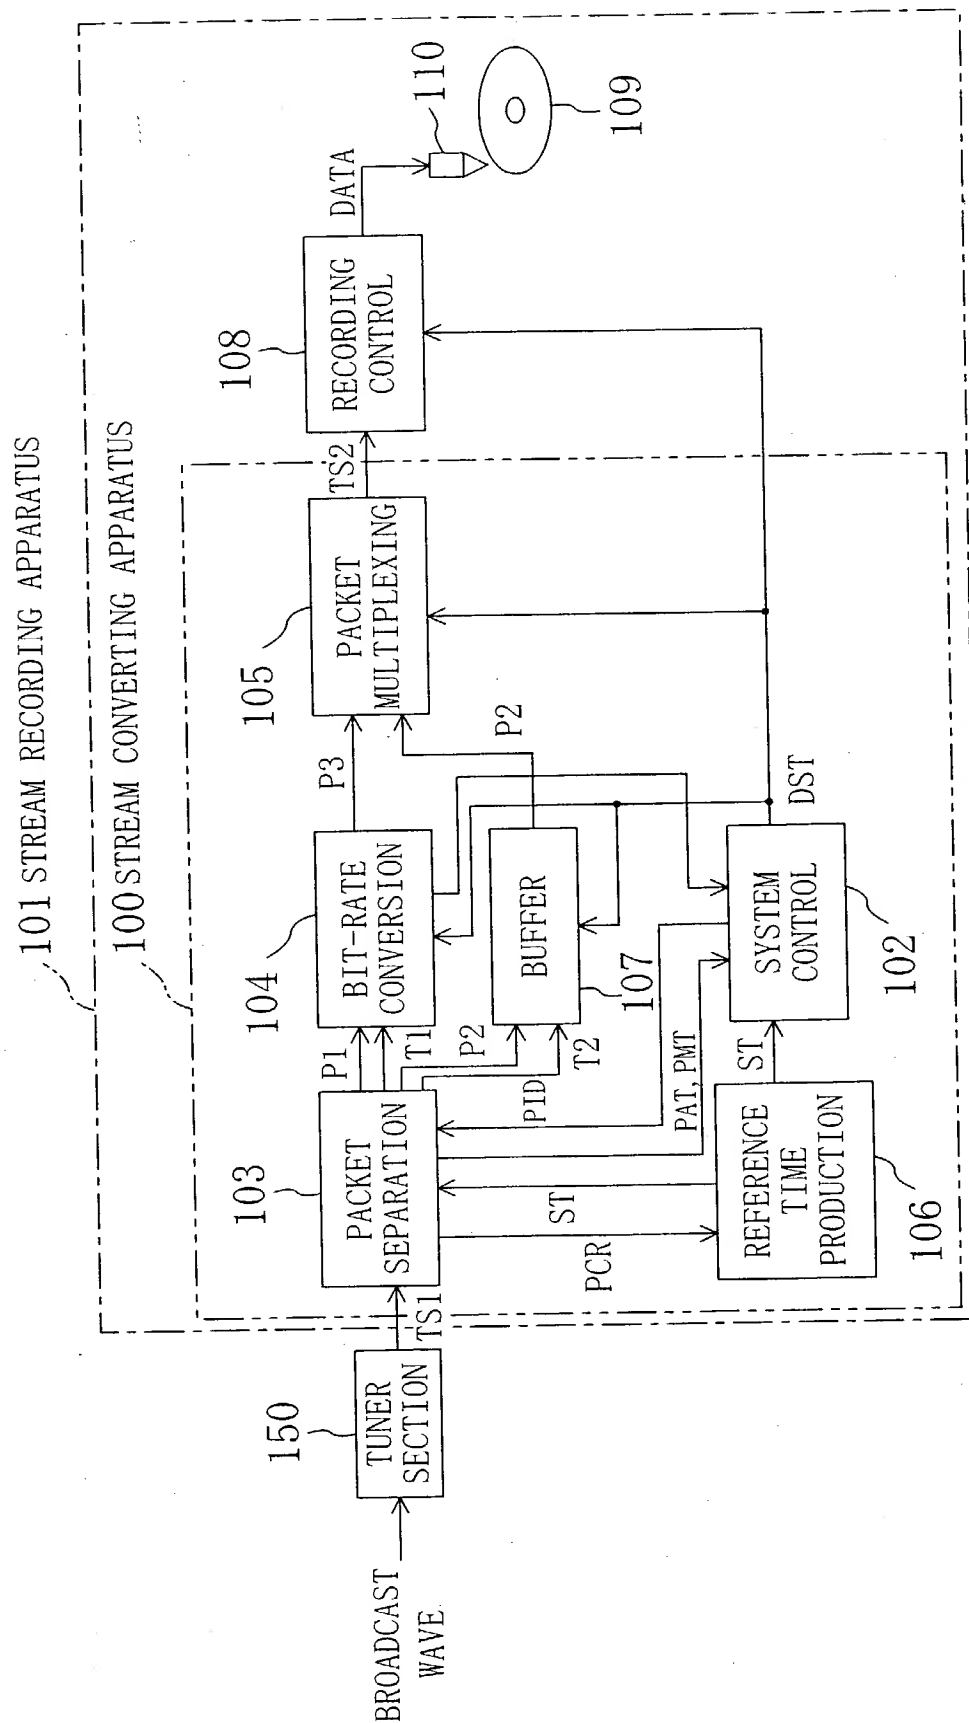 101 STREAM RECORDING APPARATUS
100 STREAM CONVERTING APPARATUS
BROADCAST
WAVE
150
TUNER
SECTION
TS1
103
PACKET
SEPARATION
P1
T1
P2
PID
T2
104
BIT-RATE
CONVERSION
P3
BUFFER
107
P2
105
PACKET
MULTIPLEXING
TS2
108
RECORDING
CONTROL
DATA
110
109
PCR
ST
PAT, PMT
REFERENCE
TIME
PRODUCTION
106
ST
SYSTEM
CONTROL
102
DST